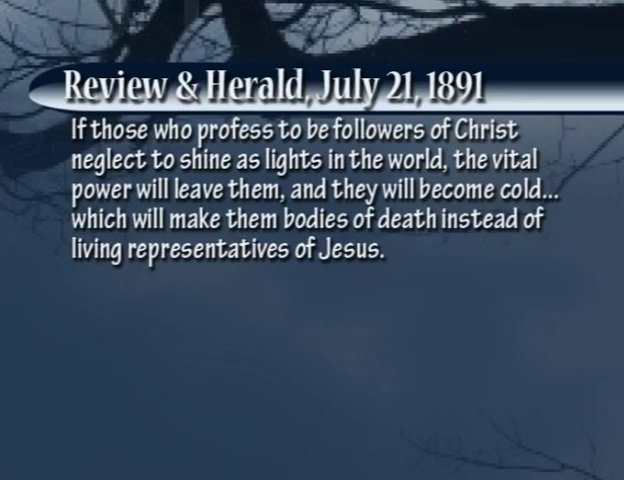 Review & Herald, July 21, 1891
If those who profess to be followers of Christ
neglect to shine as lights in the world, the vital
power will leave them, and they will become cold...
which will make them bodies of death instead of
living representatives of Jesus.